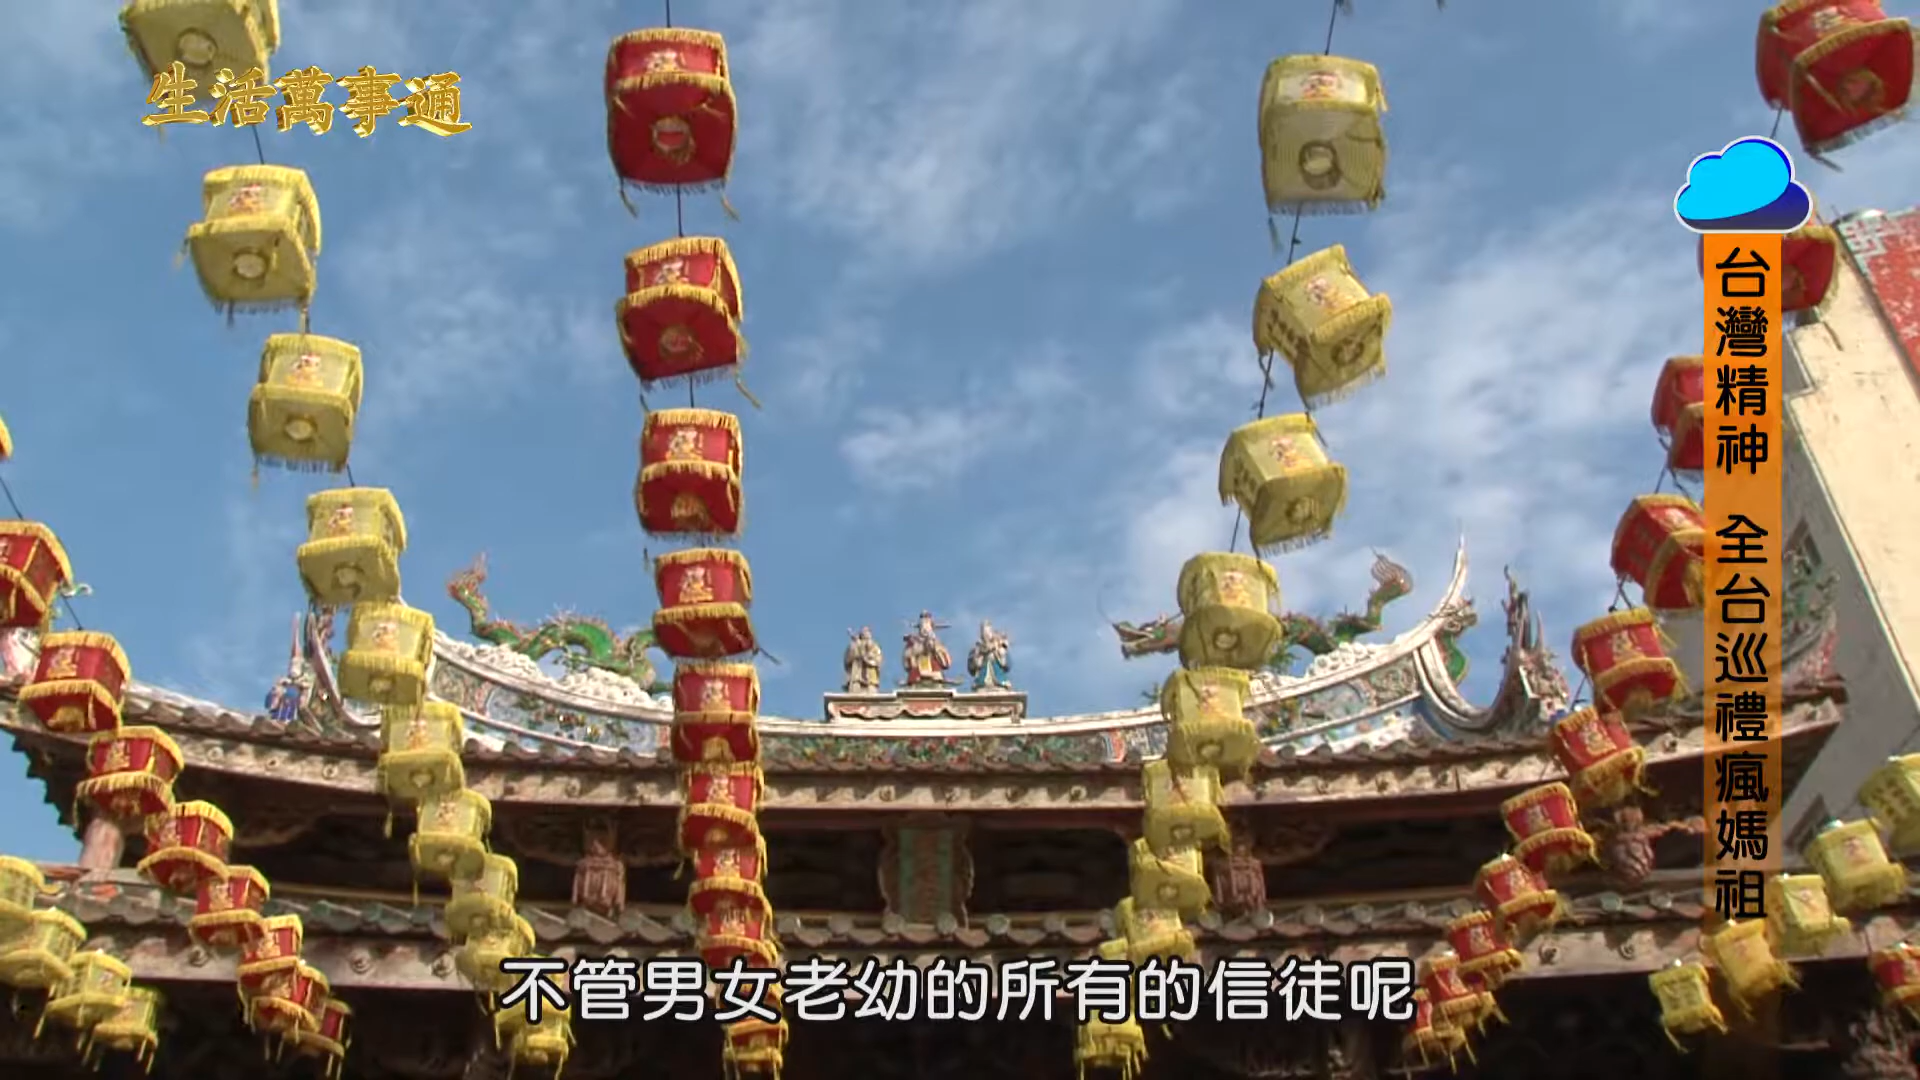 生活萬事通
台灣精神 全台巡禮瘋媽祖
不管男女老幼的所有的信徒呢